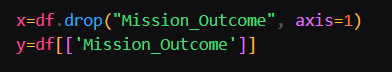 x=df.drop("Mission_Outcome", axis=1)
y=df[['Mission_Outcome']]